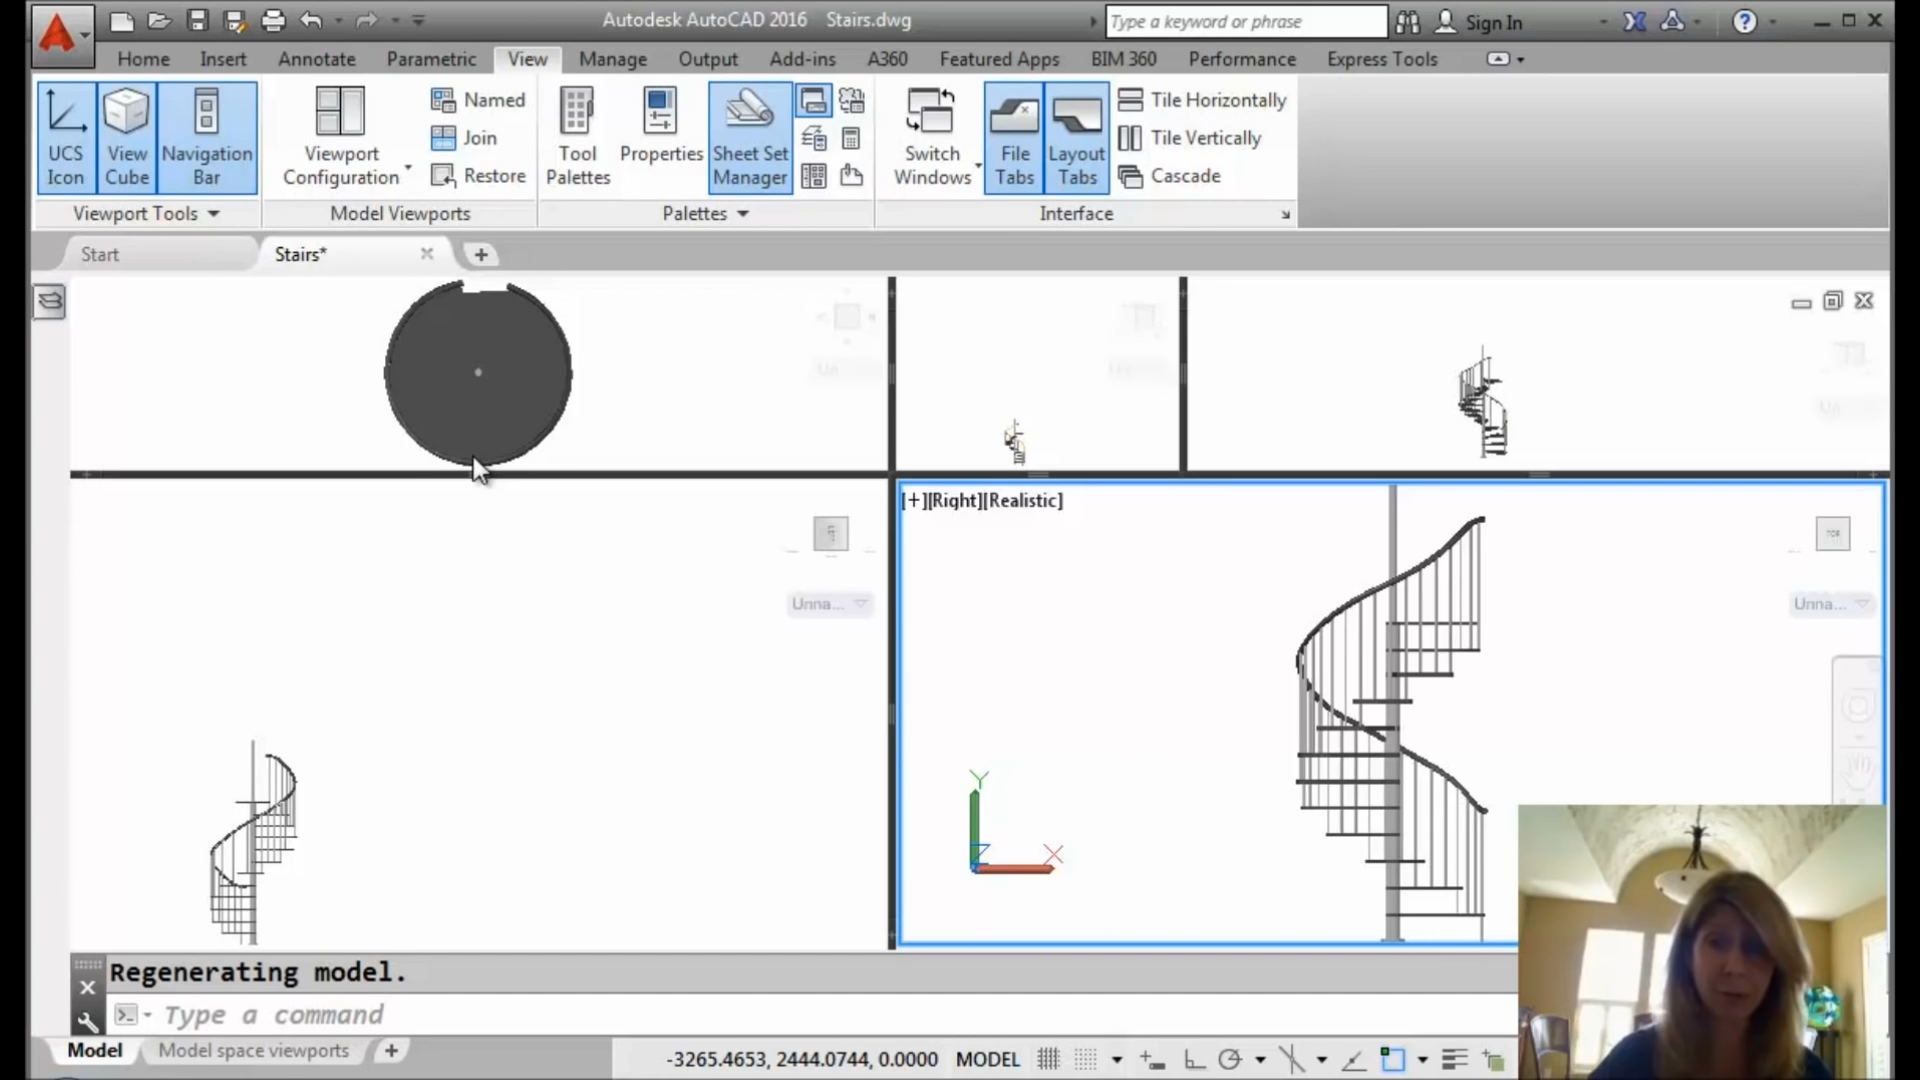 Autodesk AutoCAD 2016 Stairs.dwg
Type a keyword or phrase
Sign In
Home Insert Annotate Parametric View Manage Output Add-ins A360 Featured Apps BIM 360 Performance Express Tools
UCS Icon
View Cube
Navigation Bar
Viewport Configuration
Named
Join
Restore
Tool Palettes
Properties
Sheet Set Manager
Switch Windows
File Tabs
Layout Tabs
Tile Horizontally
Tile Vertically
Cascade
Viewport Tools Model Viewports Palettes Interface
Start Stairs*
[+][Right][Realistic]
TOP
Unna...
Unna...
Y
Z
X
Regenerating model.
Type a command
Model Model space viewports
-3265.4653, 2444.0744, 0.0000 MODEL